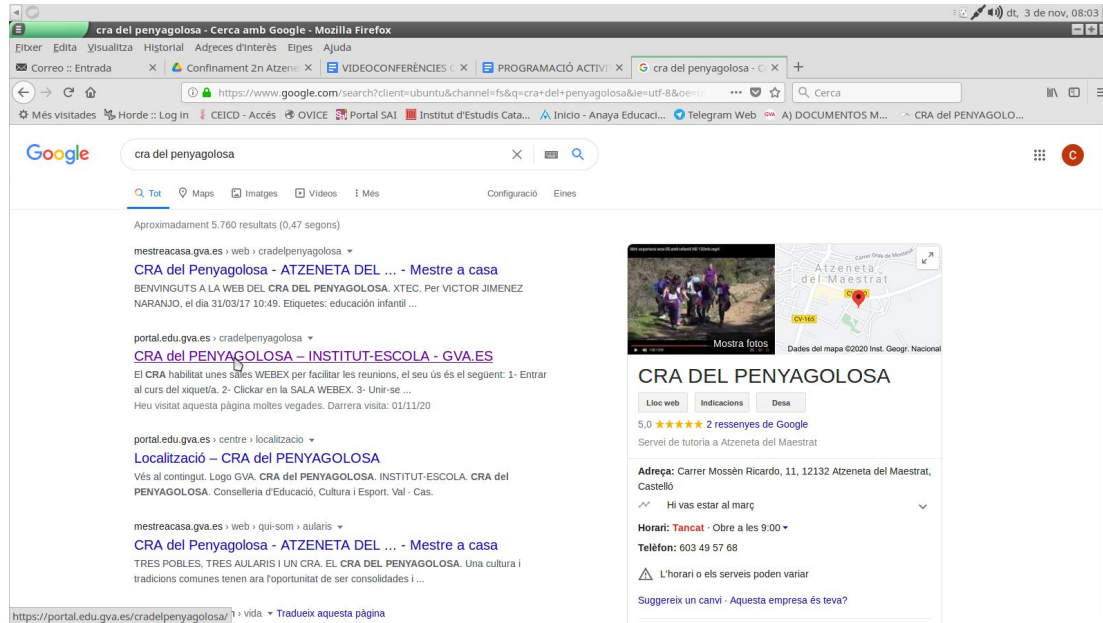 dt, 3 de nov, 08:03
cra del penyagolosa - Cerca amb Google - Mozilla Firefox
Fitxer Edita Visualitza Historial Adreces d'interès Eines Ajuda
Correo :: Entrada
Confinament 2n Atzene
VIDEOCONFERÈNCIES C
PROGRAMACIÓ ACTIVI
cra del penyagolosa - C
https://www.google.com/search?client=ubuntu&channel=fs&q=cra+del+penyagolosa&ie=utf-8&oe=u
Cerca
Més visitades Horde :: Log in CEICD - Accés OVICE Portal SAI Institut d'Estudis Cata... Inicio - Anaya Educaci... Telegram Web A) DOCUMENTOS M... CRA del PENYAGOLO...
Google
cra del penyagolosa
C
Tot Maps Imatges Vídeos Més Configuració Eines
Aproximadament 5.760 resultats (0,47 segons)
mestreacasa.gva.es › web › cradelpenyagolosa
CRA del Penyagolosa - ATZENETA DEL ... - Mestre a casa
BENVINGUTS A LA WEB DEL CRA DEL PENYAGOLOSA. XTEC. Per VICTOR JIMENEZ
NARANJO, el dia 31/03/17 10:49. Etiquetes: educación infantil ...
portal.edu.gva.es › cradelpenyagolosa
CRA del PENYAGOLOSA – INSTITUT-ESCOLA - GVA.ES
El CRA habilitat unes sales WEBEX per facilitar les reunions, el seu ús és el següent: 1- Entrar
al curs del xiquet/a. 2- Clickar en la SALA WEBEX. 3- Unir-se ...
Heu visitat aquesta pàgina moltes vegades. Darrera visita: 01/11/20
portal.edu.gva.es › centre › localitzacio
Localització – CRA del PENYAGOLOSA
Vés al contingut. Logo GVA. CRA del PENYAGOLOSA. INSTITUT-ESCOLA. CRA del
PENYAGOLOSA. Conselleria d'Educació, Cultura i Esport. Val · Cas.
mestreacasa.gva.es › web › qui-som › aularis
CRA del Penyagolosa - ATZENETA DEL ... - Mestre a casa
TRES POBLES, TRES AULARIS I UN CRA. EL CRA DEL PENYAGOLOSA. Una cultura i
tradicions comunes tenen ara l'oportunitat de ser consolidades i ...
› vida Tradueix aquesta pàgina
https://portal.edu.gva.es/cradelpenyagolosa/
Mostra fotos
Atzeneta
del Maestrat
CV-165
Dades del mapa ©2020 Inst. Geogr. Nacional
CRA DEL PENYAGOLOSA
Lloc web Indicacions Desa
5,0 ★★★★★ 2 ressenyes de Google
Servei de tutoria a Atzeneta del Maestrat
Adreça: Carrer Mossèn Ricardo, 11, 12132 Atzeneta del Maestrat,
Castelló
Hi vas estar al març
Horari: Tancat · Obre a les 9:00
Telèfon: 603 49 57 68
L'horari o els serveis poden variar
Suggereix un canvi · Aquesta empresa és teva?